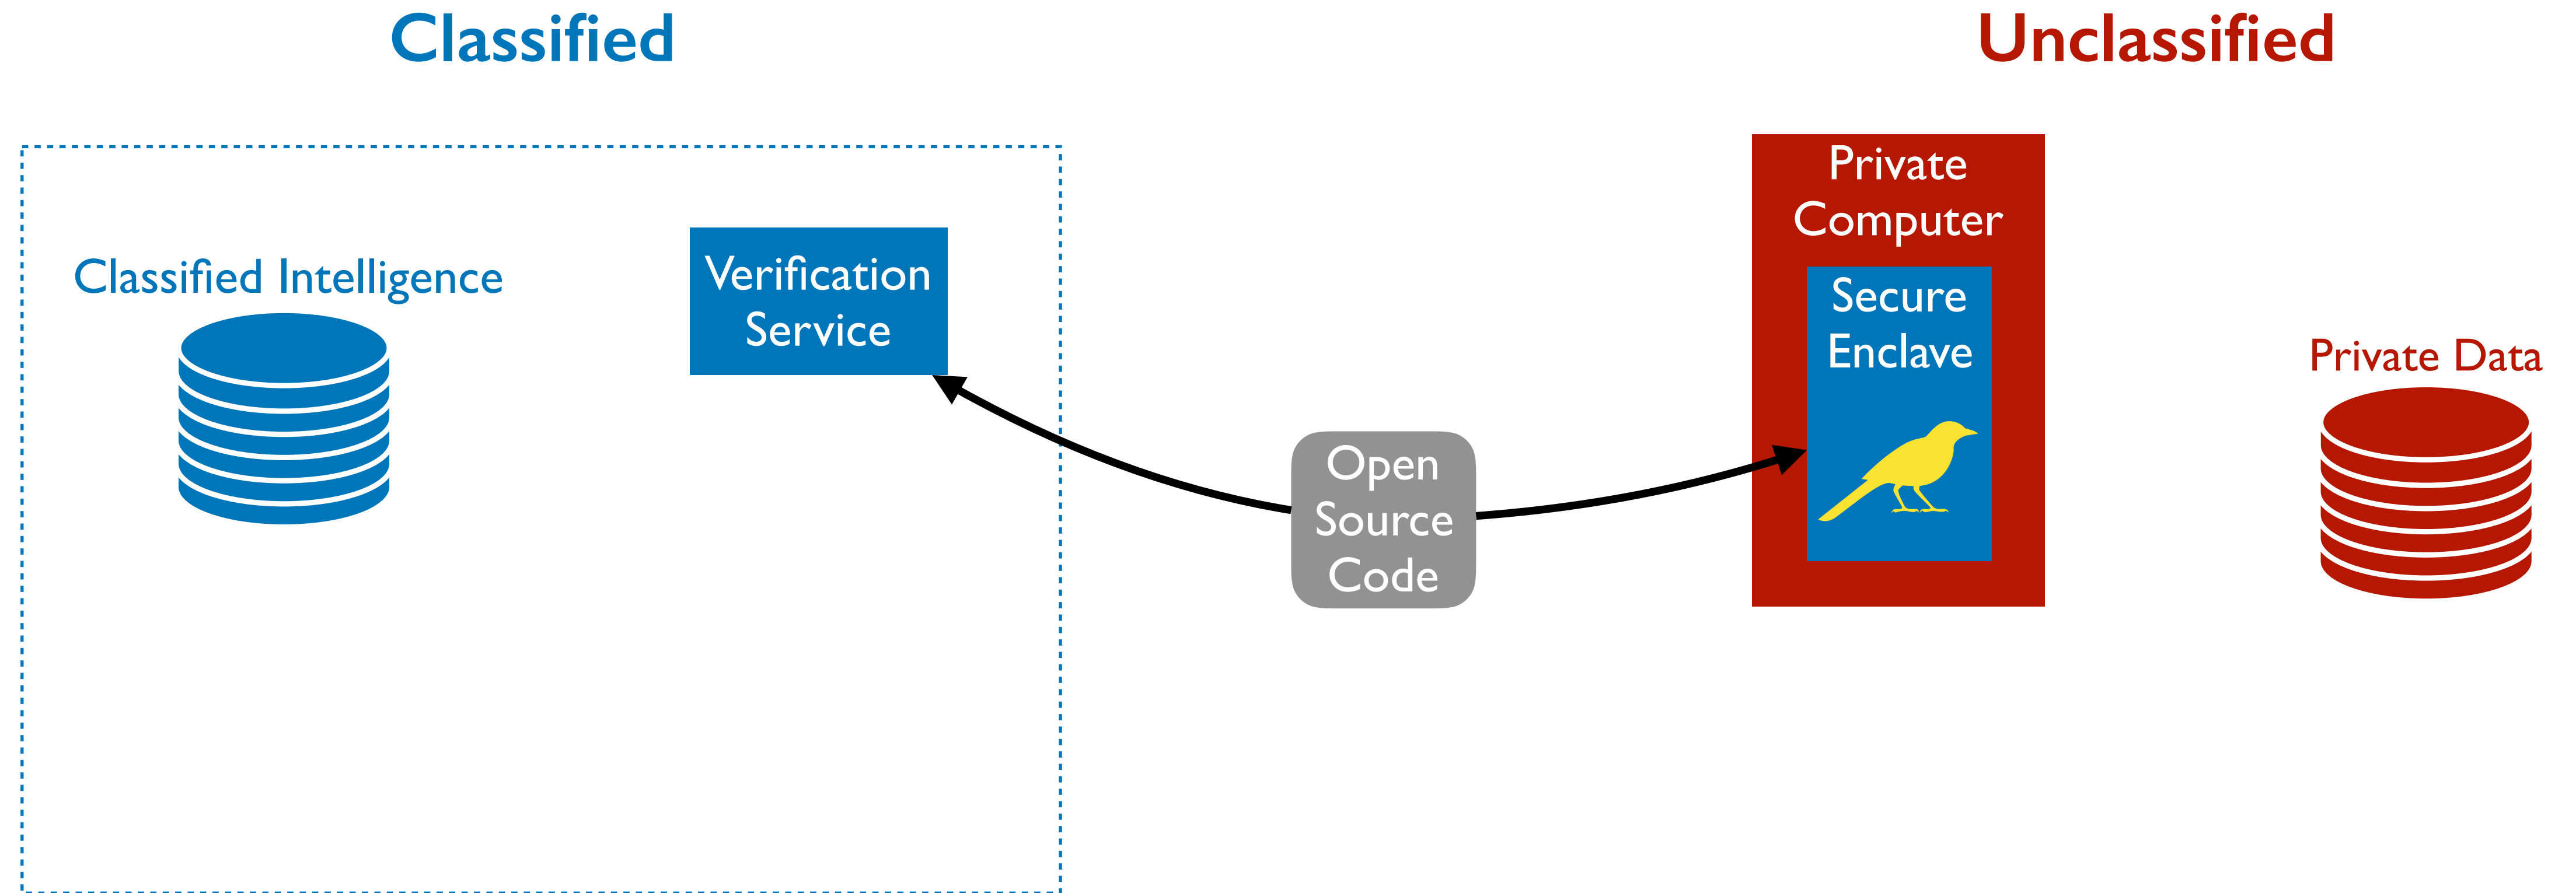 Classified
Unclassified
Classified Intelligence
Verification
Service
Open
Source
Code
Private
Computer
Secure
Enclave
Private Data